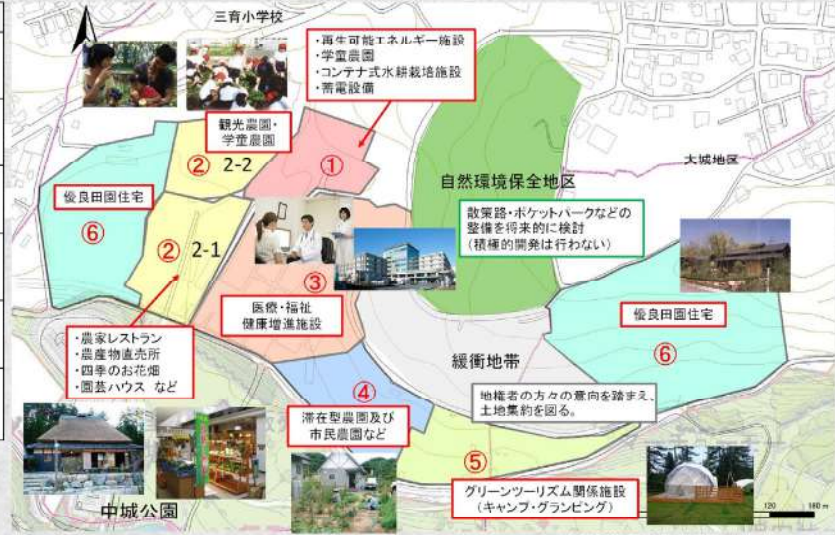 三育小学校
・再生可能エネルギー施設
・学童農園
・コンテナ式水耕栽培施設
・蓄電設備
観光農園・
学童農園
② 2-2
①
大城地区
自然環境保全地区
優良田園住宅
⑥
散策路・ポケットパークなどの
整備を将来的に検討
（積極的開発は行わない）
② 2-1
③
医療・福祉
健康増進施設
優良田園住宅
⑥
・農家レストラン
・農産物直売所
・四季のお花畑
・園芸ハウス など
緩衝地帯
地権者の方々の意向を踏まえ、
土地集約を図る。
④
滞在型農園及び
市民農園など
⑤
グリーンツーリズム関係施設
（キャンプ・グランピング）
中城公園
120 180 m